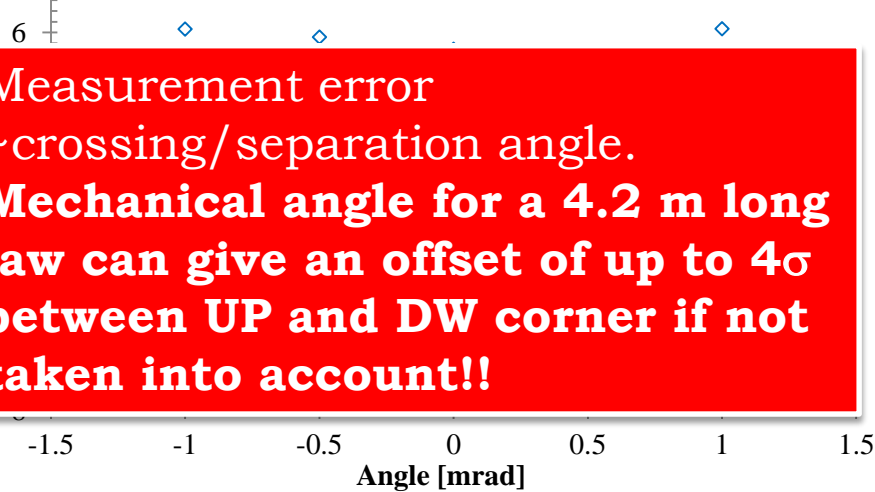 6
Measurement error
~crossing/separation angle.
Mechanical angle for a 4.2 m long
jaw can give an offset of up to 4σ
between UP and DW corner if not
taken into account!!
-1.5 -1 -0.5 0 0.5 1 1.5
Angle [mrad]